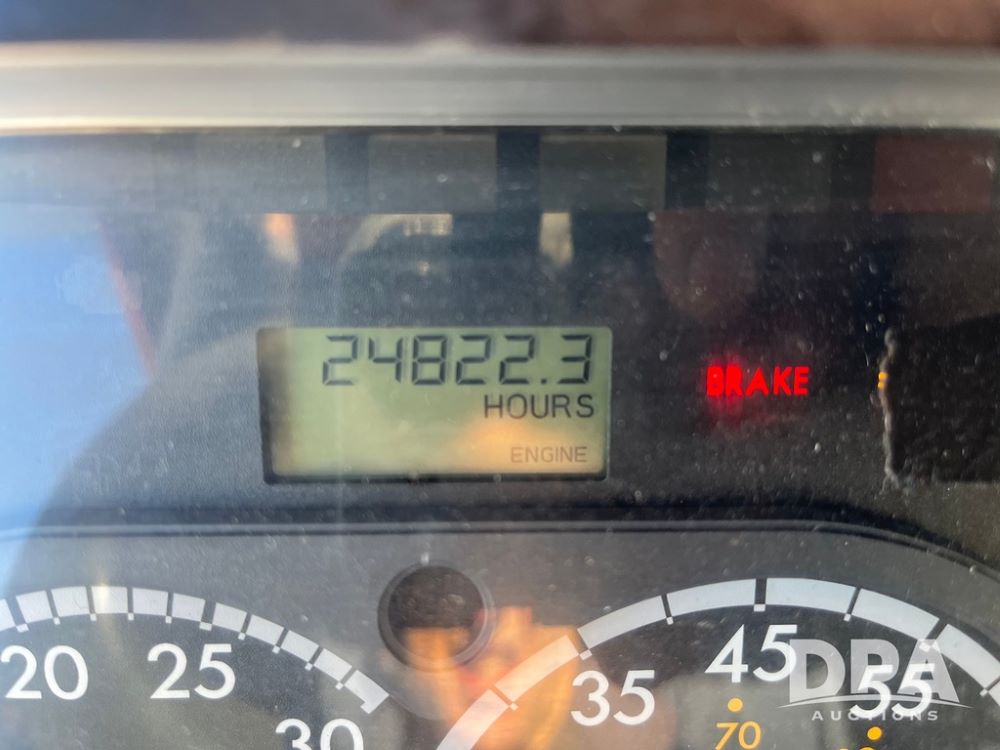 24822.3
HOURS
BRAKE
ENGINE
20
25
30
35
45
55
70
DPA
AUCTIONS